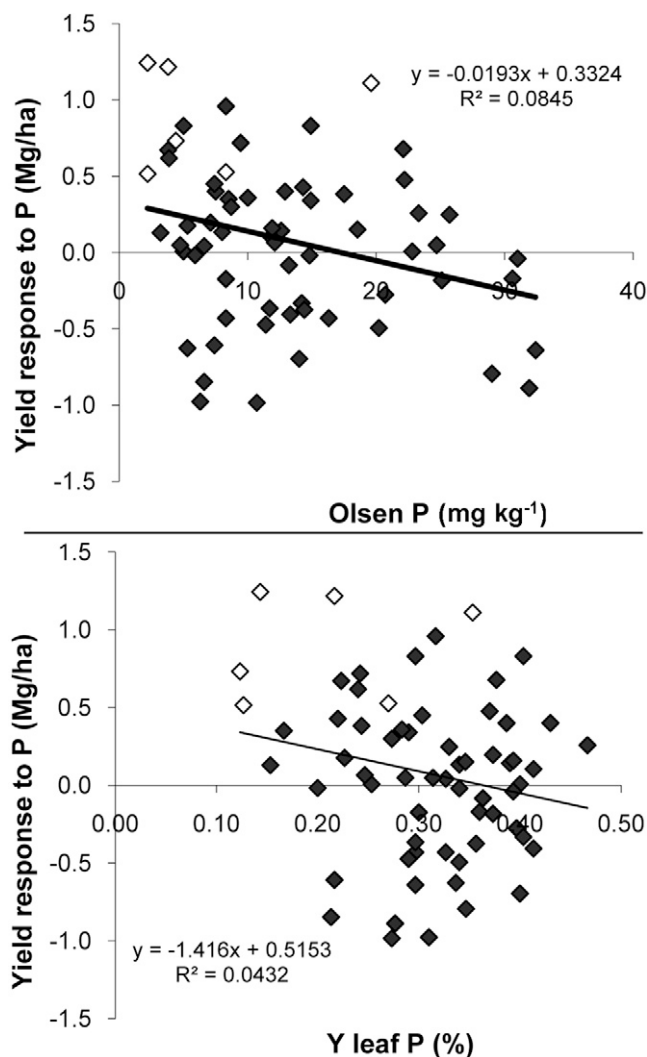 1.5
y = -0.0193x + 0.3324
R² = 0.0845
1.0
0.5
0.0
0 10 20 30 40
-0.5
-1.0
-1.5
Yield response to P (Mg/ha)
Olsen P (mg kg⁻¹)
1.5
1.0
0.5
0.0
0.00 0.10 0.20 0.30 0.40 0.50
-0.5
-1.0
y = -1.416x + 0.5153
R² = 0.0432
-1.5
Yield response to P (Mg/ha)
Y leaf P (%)